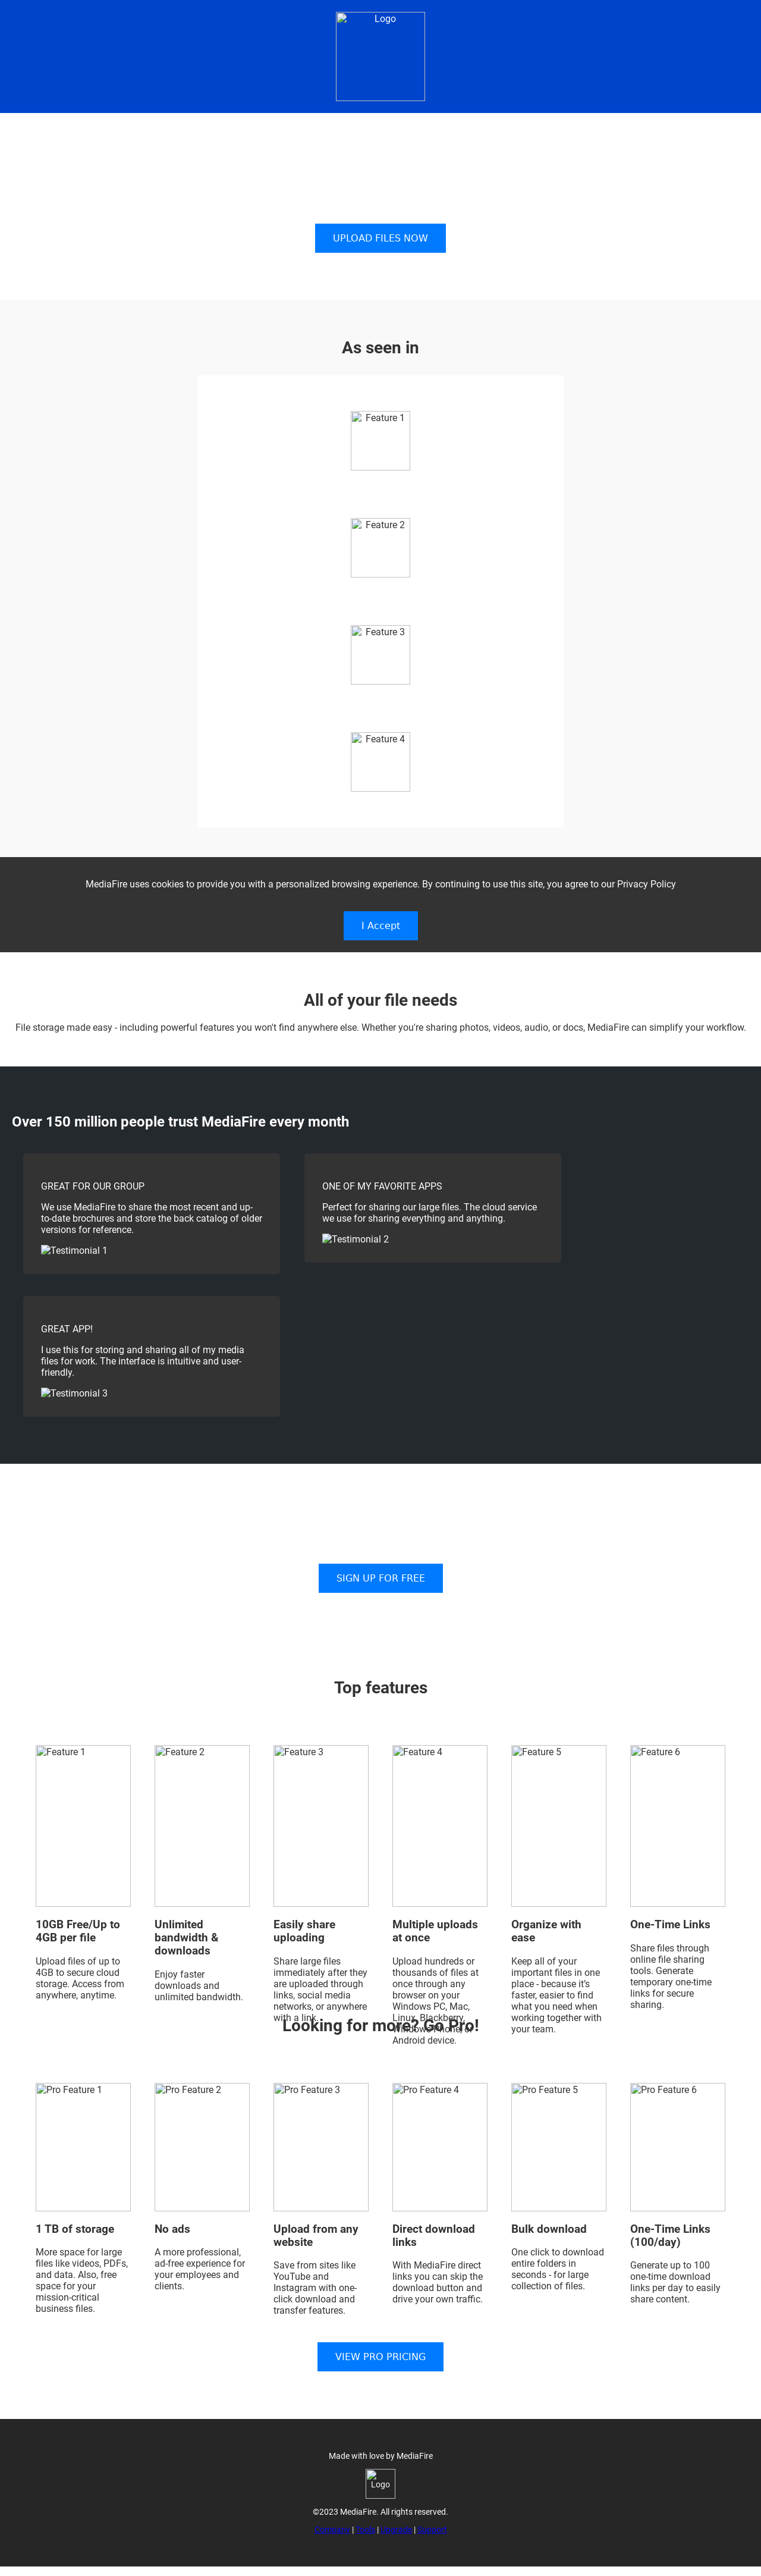 Logo
UPLOAD FILES NOW
As seen in
Feature 1
Feature 2
Feature 3
Feature 4
MediaFire uses cookies to provide you with a personalized browsing experience. By continuing to use this site, you agree to our Privacy Policy
I Accept
All of your file needs
File storage made easy - including powerful features you won't find anywhere else. Whether you're sharing photos, videos, audio, or docs, MediaFire can simplify your workflow.
Over 150 million people trust MediaFire every month
GREAT FOR OUR GROUP
We use MediaFire to share the most recent and up-
to-date brochures and store the back catalog of older
versions for reference.
Testimonial 1
ONE OF MY FAVORITE APPS
Perfect for sharing our large files. The cloud service
we use for sharing everything and anything.
Testimonial 2
GREAT APP!
I use this for storing and sharing all of my media
files for work. The interface is intuitive and user-
friendly.
Testimonial 3
SIGN UP FOR FREE
Top features
Feature 1
10GB Free/Up to
4GB per file
Upload files of up to
4GB to secure cloud
storage. Access from
anywhere, anytime.
Feature 2
Unlimited
bandwidth &
downloads
Enjoy faster
downloads and
unlimited bandwidth.
Feature 3
Easily share
uploading
Share large files
immediately after they
are uploaded through
links, social media
networks, or anywhere
with a link.
Feature 4
Multiple uploads
at once
Upload hundreds or
thousands of files at
once through any
browser on your
Windows PC, Mac,
Linux, Blackberry,
Windows Phone, or
Android device.
Feature 5
Organize with
ease
Keep all of your
important files in one
place - because it's
faster, easier to find
what you need when
working together with
your team.
Feature 6
One-Time Links
Share files through
online file sharing
tools. Generate
temporary one-time
links for secure
sharing.
Looking for more? Go Pro!
Pro Feature 1
1 TB of storage
More space for large
files like videos, PDFs,
and data. Also, free
space for your
mission-critical
business files.
Pro Feature 2
No ads
A more professional,
ad-free experience for
your employees and
clients.
Pro Feature 3
Upload from any
website
Save from sites like
YouTube and
Instagram with one-
click download and
transfer features.
Pro Feature 4
Direct download
links
With MediaFire direct
links you can skip the
download button and
drive your own traffic.
Pro Feature 5
Bulk download
One click to download
entire folders in
seconds - for large
collection of files.
Pro Feature 6
One-Time Links
(100/day)
Generate up to 100
one-time download
links per day to easily
share content.
VIEW PRO PRICING
Made with love by MediaFire
Logo
©2023 MediaFire. All rights reserved.
| | |